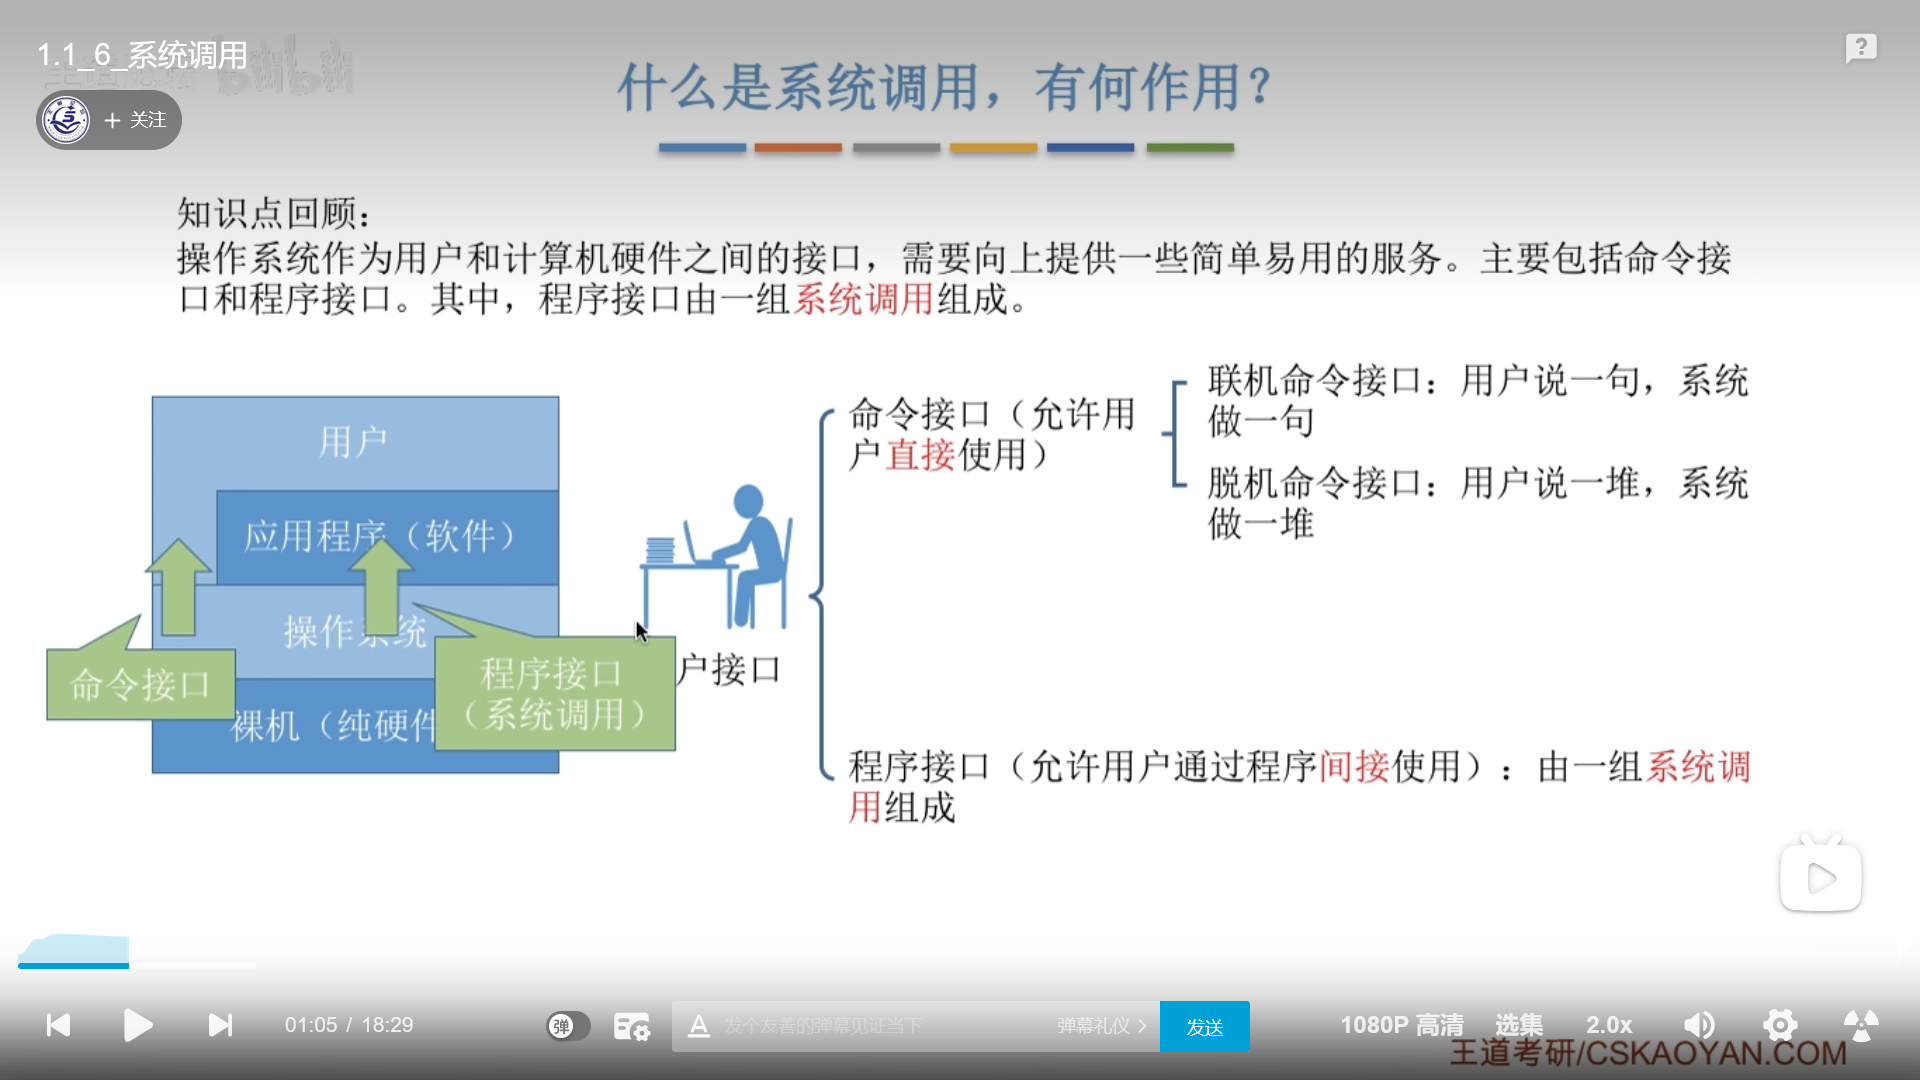 1.1_6_系统调用
+ 关注
什么是系统调用，有何作用？
知识点回顾：
操作系统作为用户和计算机硬件之间的接口，需要向上提供一些简单易用的服务。主要包括命令接
口和程序接口。其中，程序接口由一组系统调用组成。
用户
应用程序（软件）
操作系统
裸机（纯硬件
命令接口
程序接口
（系统调用）
户接口
命令接口（允许用
户直接使用）
联机命令接口：用户说一句，系统
做一句
脱机命令接口：用户说一堆，系统
做一堆
程序接口（允许用户通过程序间接使用）：由一组系统调
用组成
01:05 / 18:29
弹
A 发个友善的弹幕见证当下
弹幕礼仪 >
发送
1080P 高清
选集
2.0x
王道考研/CSKAOYAN.COM